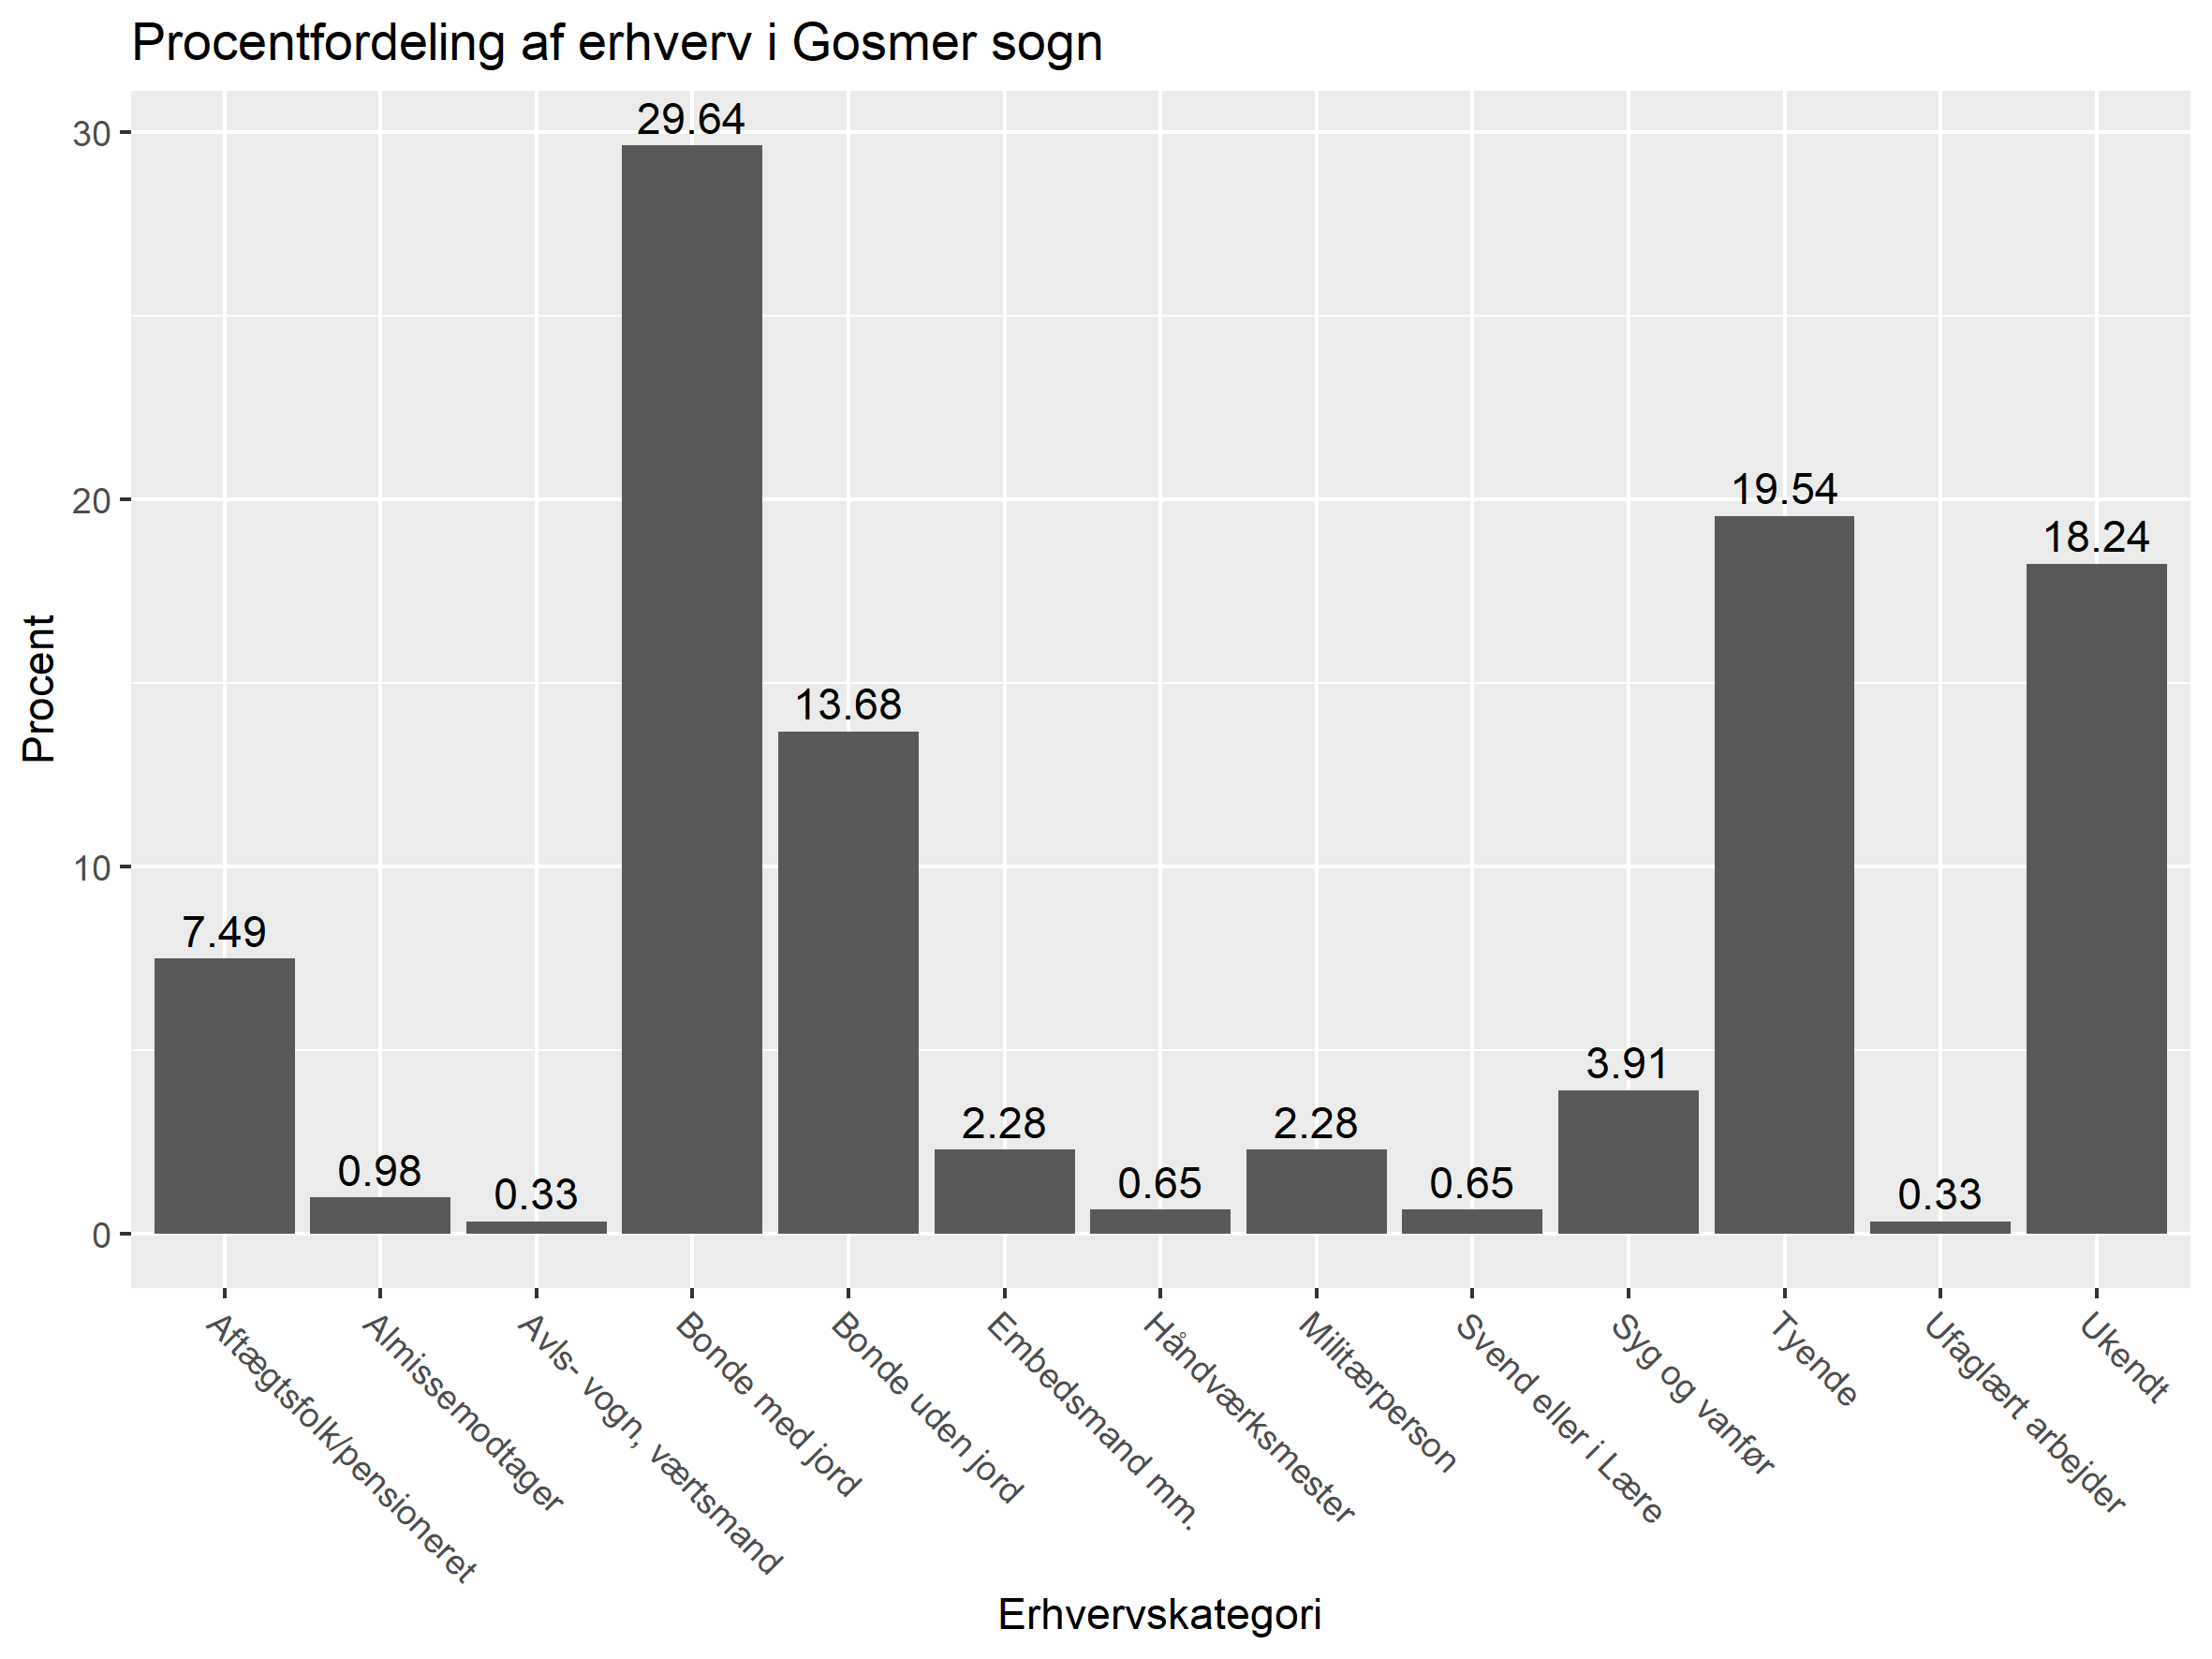 Procentfordeling af erhverv i Gosmer sogn
Procent
30
20
10
0
7.49
0.98
0.33
29.64
13.68
2.28
0.65
2.28
0.65
3.91
19.54
0.33
18.24
Aftægtsfolk/pensioneret
Almissemodtager
Avls- vogn, værtsmand
Bonde med jord
Bonde uden jord
Embedsmand mm.
Håndværksmester
Militærperson
Svend eller i Lære
Syg og vanfør
Tyende
Ufaglært arbejder
Ukendt
Erhvervskategori